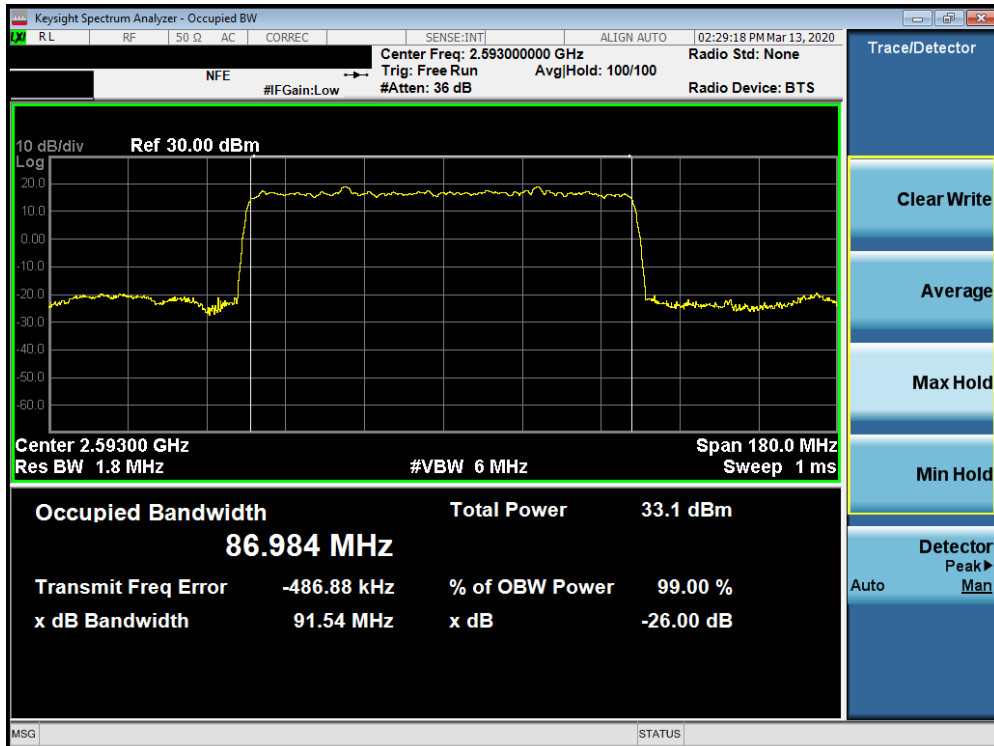 Keysight Spectrum Analyzer - Occupied BW
LXI RL RF 50 Ω AC CORREC SENSE:INT ALIGN AUTO 02:29:18 PM Mar 13, 2020
Center Freq: 2.593000000 GHz Radio Std: None
NFE Trig: Free Run Avg|Hold: 100/100
#IFGain:Low #Atten: 36 dB Radio Device: BTS
10 dB/div Ref 30.00 dBm
Log
20.0
10.0
0.00
-10.0
-20.0
-30.0
-40.0
-50.0
-60.0
Center 2.59300 GHz Span 180.0 MHz
Res BW 1.8 MHz #VBW 6 MHz Sweep 1 ms
Occupied Bandwidth Total Power 33.1 dBm
86.984 MHz
Transmit Freq Error -486.88 kHz % of OBW Power 99.00 %
x dB Bandwidth 91.54 MHz x dB -26.00 dB
MSG STATUS
Trace/Detector
Clear Write
Average
Max Hold
Min Hold
Detector
Peak▶
Auto Man